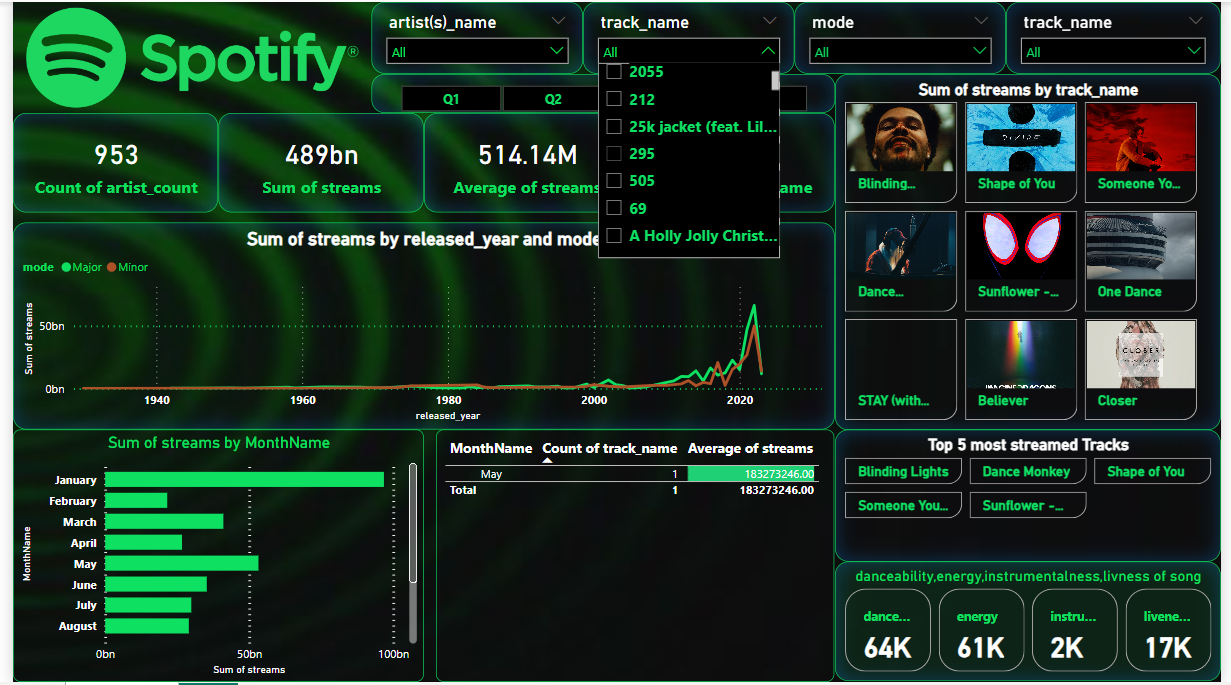 Spotify®
artist(s)_name
All
track_name
All
mode
All
track_name
All
2055
212
25k jacket (feat. Lil...
295
505
69
A Holly Jolly Christ...
Q1
Q2
953
Count of artist_count
489bn
Sum of streams
514.14M
Average of streams
ame
Sum of streams by track_name
Blinding...
DIVIDE
Shape of You
Someone Yo...
Dance...
Sunflower -...
One Dance
STAY (with...
IMAGINE DRAGONS
Believer
CLOSER
Closer
Sum of streams by released_year and mode
mode
Major
Minor
Sum of streams
50bn
0bn
1940
1960
1980
2000
2020
released_year
Sum of streams by MonthName
MonthName
January
February
March
April
May
June
July
August
0bn
50bn
100bn
Sum of streams
MonthName Count of track_name Average of streams
May 1 183273246.00
Total 1 183273246.00
Top 5 most streamed Tracks
Blinding Lights
Dance Monkey
Shape of You
Someone You...
Sunflower -...
danceability,energy,instrumentalness,livness of song
dance...
64K
energy
61K
instru...
2K
livene...
17K